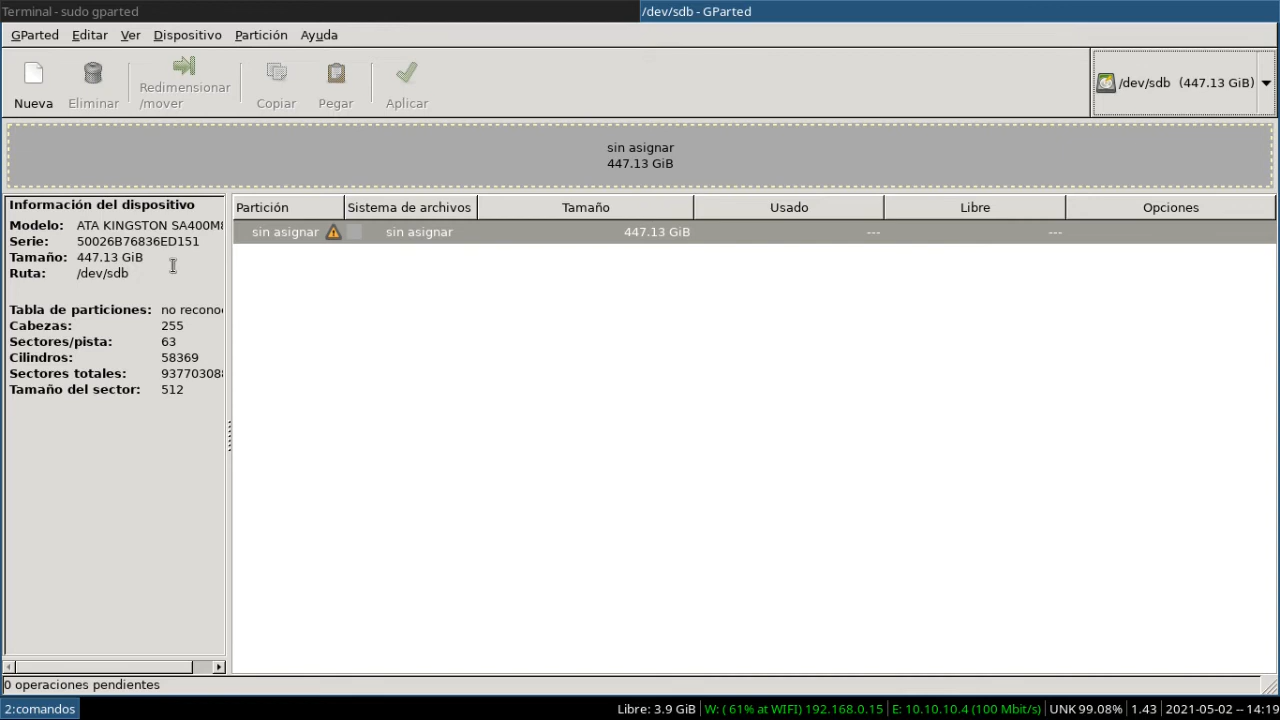 Terminal - sudo gparted
/dev/sdb - GParted
GParted Editar Ver Dispositivo Partición Ayuda
Nueva Eliminar Redimensionar /mover Copiar Pegar Aplicar
/dev/sdb (447.13 GiB)
sin asignar
447.13 GiB
Información del dispositivo
Modelo: ATA KINGSTON SA400M8
Serie: 50026B76836ED151
Tamaño: 447.13 GiB
Ruta: /dev/sdb
Tabla de particiones: no recono
Cabezas: 255
Sectores/pista: 63
Cilindros: 58369
Sectores totales: 93770308
Tamaño del sector: 512
Partición Sistema de archivos Tamaño Usado Libre Opciones
sin asignar sin asignar 447.13 GiB --- ---
0 operaciones pendientes
2:comandos
Libre: 3.9 GiB | W: ( 61% at WIFI) 192.168.0.15 | E: 10.10.10.4 (100 Mbit/s) | UNK 99.08% | 1.43 | 2021-05-02 -- 14:19